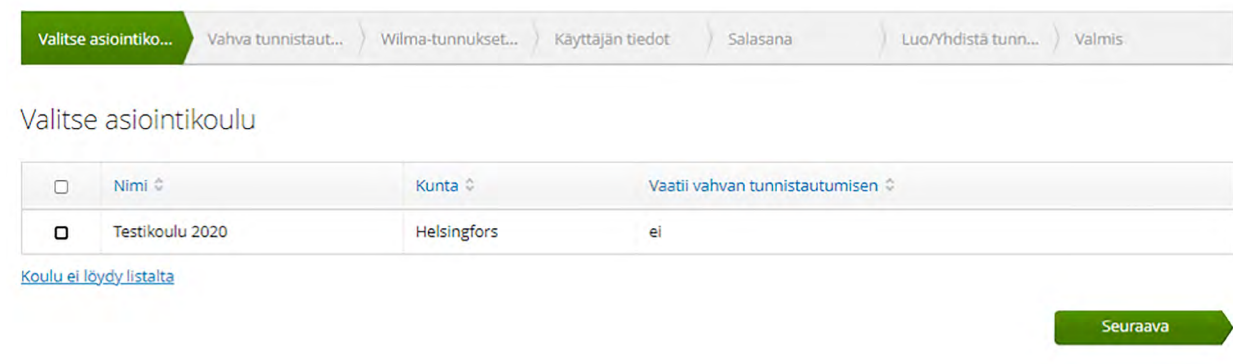 Valitse asiointiko... Vahva tunnistaut... Wilma-tunnukset... Käyttäjän tiedot Salasana Luo/Yhdistä tunn... Valmis
Valitse asiointikoulu
Nimi Kunta Vaatii vahvan tunnistautumisen
Testikoulu 2020 Helsingfors ei
Koulu ei löydy listalta
Seuraava